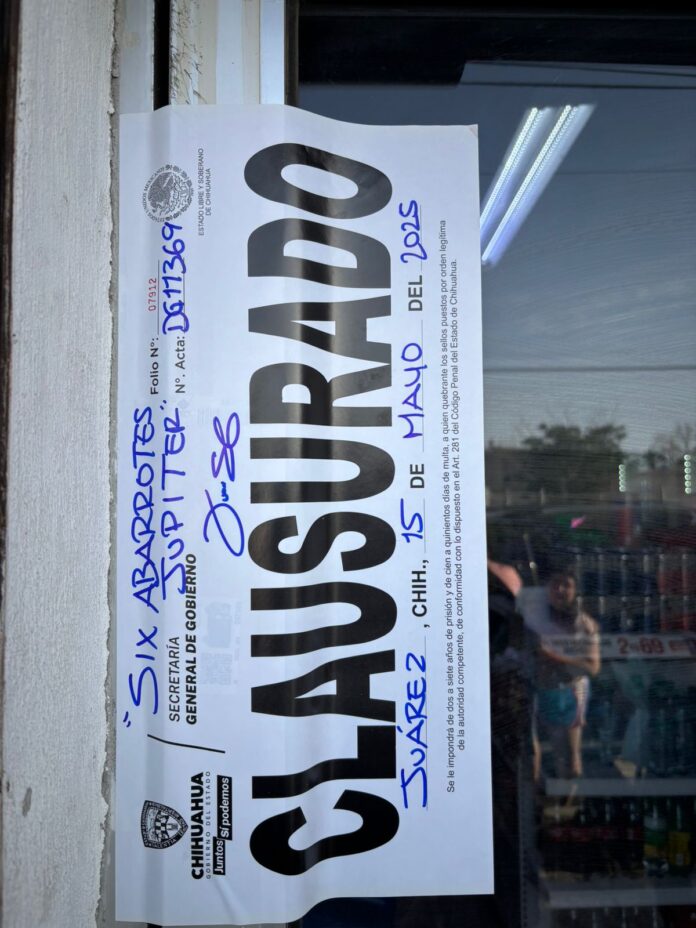 "SIX ABARROTES
JUPITER".
Folio Nº: 07912
Nº. Acta: DG11369
ESTADO LIBRE Y SOBERANO
DE CHIHUAHUA
ESTADOS UNIDOS MEXICANOS
CHIHUAHUA
GOBIERNO DEL ESTADO
Juntos Sí podemos
SECRETARÍA
GENERAL DE GOBIERNO
CLAUSURADO
JUÁREZ, CHIH., 15 DE MAYO DEL 2025
Se le impondrá de dos a siete años de prisión y de cien a quinientos días de multa, a quien quebrante los sellos puestos por orden legítima
de la autoridad competente, de conformidad con lo dispuesto en el Art. 281 del Código Penal del Estado de Chihuahua.